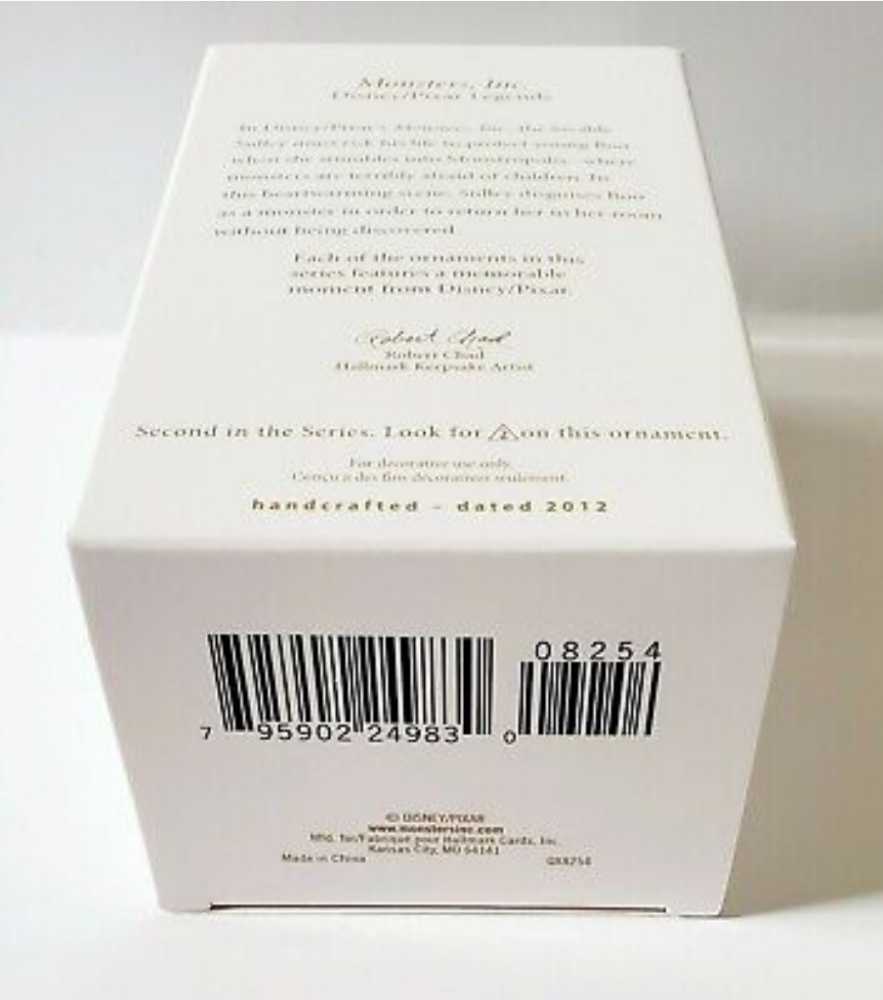 Monsters, Inc.
Disney/Pixar Legends
In Disney/Pixar's Monsters, Inc., the lovable
Sulley must risk his life to protect young Boo
when she stumbles into Monstropolis—where
monsters are terribly afraid of children. In
this heartwarming scene, Sulley disguises Boo
as a monster in order to return her to her room
without being discovered.
Each of the ornaments in this
series features a memorable
moment from Disney/Pixar.
Robert Chad
Robert Chad
Hallmark Keepsake Artist
Second in the Series. Look for 2 on this ornament.
For decorative use only.
Conçu à des fins décoratives seulement.
handcrafted – dated 2012
08254
7 95902 24983 0
© DISNEY/PIXAR
www.monstersinc.com
Mfd. for/Fabriqué pour Hallmark Cards, Inc.
Kansas City, MO 64141
Made in China